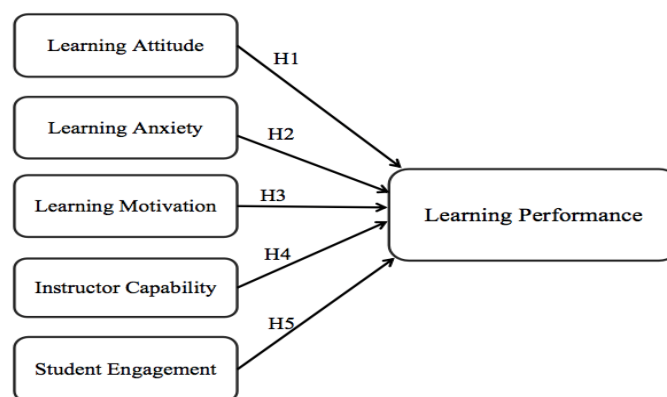 Learning Attitude
H1
Learning Anxiety
H2
Learning Motivation
H3
Learning Performance
Instructor Capability
H4
Student Engagement
H5